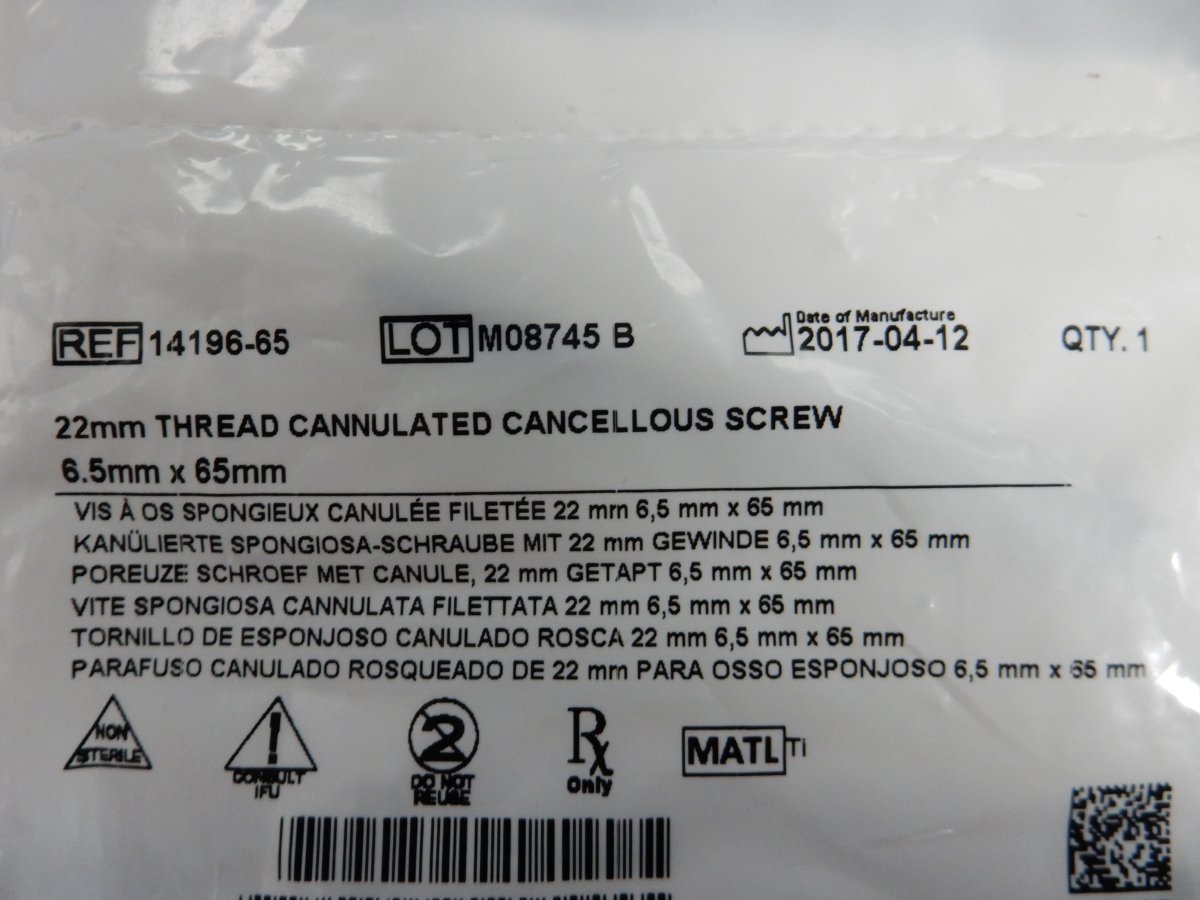 REF 14196-65 LOT M08745 B Date of Manufacture 2017-04-12 QTY. 1
22mm THREAD CANNULATED CANCELLOUS SCREW
6.5mm x 65mm
VIS À OS SPONGIEUX CANULÉE FILETÉE 22 mm 6,5 mm x 65 mm
KANÜLIERTE SPONGIOSA-SCHRAUBE MIT 22 mm GEWINDE 6,5 mm x 65 mm
POREUZE SCHROEF MET CANULE, 22 mm GETAPT 6,5 mm x 65 mm
VITE SPONGIOSA CANNULATA FILETTATA 22 mm 6,5 mm x 65 mm
TORNILLO DE ESPONJOSO CANULADO ROSCA 22 mm 6,5 mm x 65 mm
PARAFUSO CANULADO ROSQUEADO DE 22 mm PARA OSSO ESPONJOSO 6,5 mm x 65 mm
NON STERILE
! CONSULT IFU
2 DO NOT REUSE
Rx Only
MATL Ti